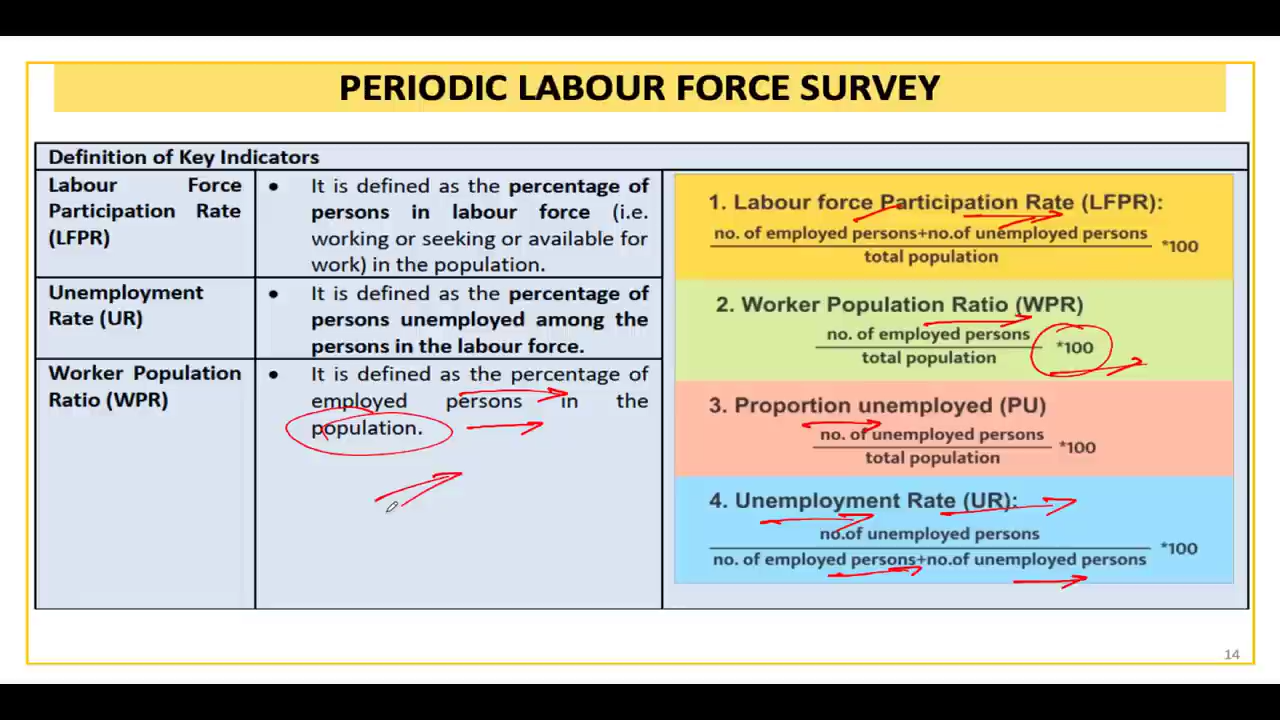 PERIODIC LABOUR FORCE SURVEY
Definition of Key Indicators
Labour Force
Participation Rate
(LFPR)
• It is defined as the percentage of
persons in labour force (i.e.
working or seeking or available for
work) in the population.
Unemployment
Rate (UR)
• It is defined as the percentage of
persons unemployed among the
persons in the labour force.
Worker Population
Ratio (WPR)
• It is defined as the percentage of
employed persons in the
population.
1. Labour force Participation Rate (LFPR):
no. of employed persons+no.of unemployed persons
total population
*100
2. Worker Population Ratio (WPR)
no. of employed persons
total population
*100
3. Proportion unemployed (PU)
no. of unemployed persons
total population
*100
4. Unemployment Rate (UR):
no.of unemployed persons
no. of employed persons+no.of unemployed persons
*100
14